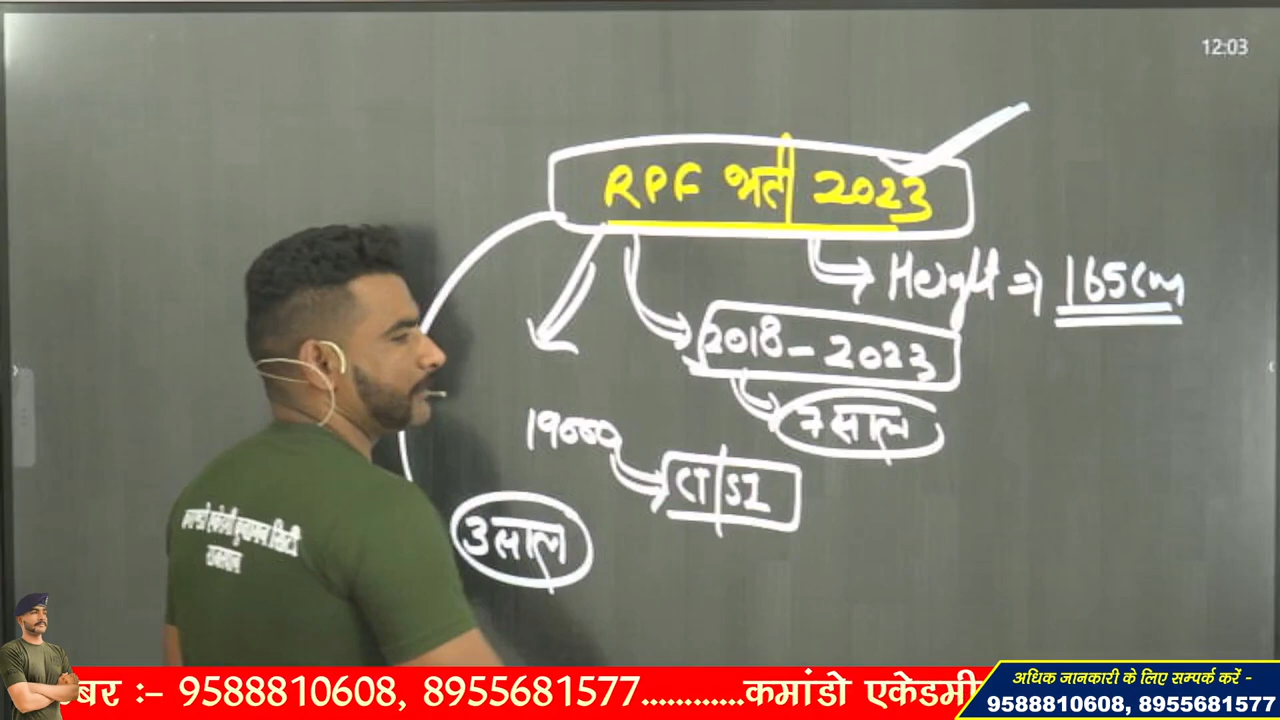 12:03
RPF भर्ती 2023
Height ⇒ 165cm
2018-2023
7 साल
19000
CT/SI
3 साल
राजस्थान
बर :- 9588810608, 8955681577............कमांडो एकेडमी
अधिक जानकारी के लिए सम्पर्क करें -
9588810608, 8955681577